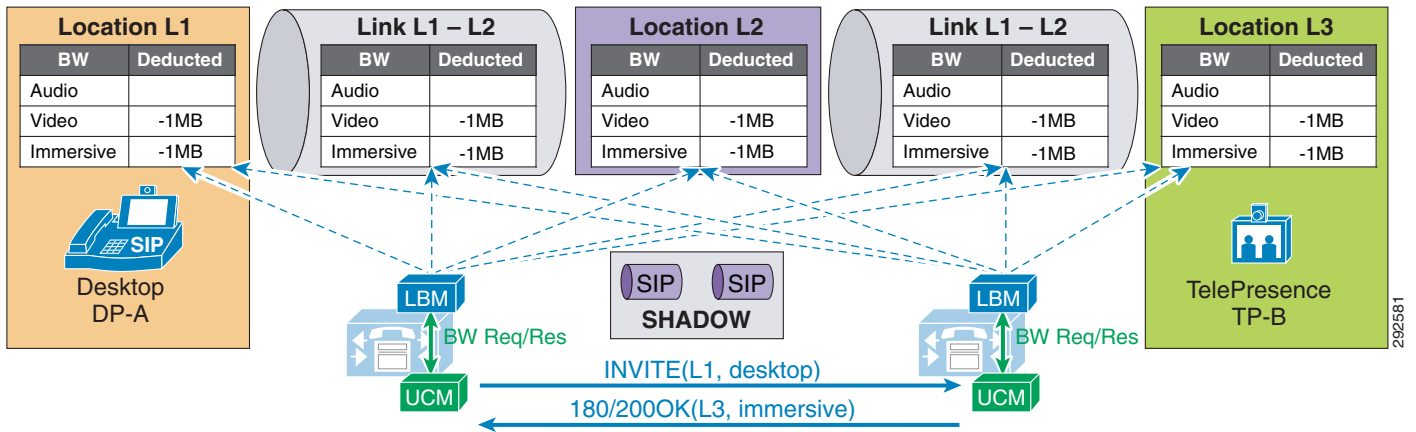 Location L1
BW Deducted
Audio
Video -1MB
Immersive -1MB
Link L1 – L2
BW Deducted
Audio
Video -1MB
Immersive -1MB
Location L2
BW Deducted
Audio
Video -1MB
Immersive -1MB
Link L1 – L2
BW Deducted
Audio
Video -1MB
Immersive -1MB
Location L3
BW Deducted
Audio
Video -1MB
Immersive -1MB
SIP
Desktop
DP-A
LBM
BW Req/Res
UCM
SIP SIP
SHADOW
LBM
BW Req/Res
UCM
TelePresence
TP-B
INVITE(L1, desktop)
180/200OK(L3, immersive)
292581